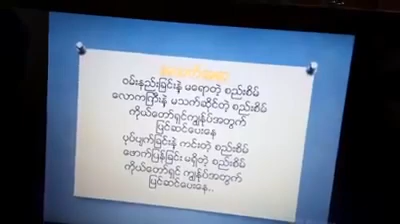 ဝမ်းနည်းခြင်းနဲ့ မရောတဲ့ စည်းစိမ်
လောကကြီးနဲ့ မသက်ဆိုင်တဲ့ စည်းစိမ်
ကိုယ်တော်ရှင်ကျွန်ုပ်အတွက်
ပြင်ဆင်ပေးနေ
ပုပ်ပျက်ခြင်းနဲ့ ကင်းတဲ့ စည်းစိမ်
ဖောက်ပြန်ခြင်း မရှိတဲ့ စည်းစိမ်
ကိုယ်တော်ရှင် ကျွန်ုပ်အတွက်
ပြင်ဆင်ပေးနေ..